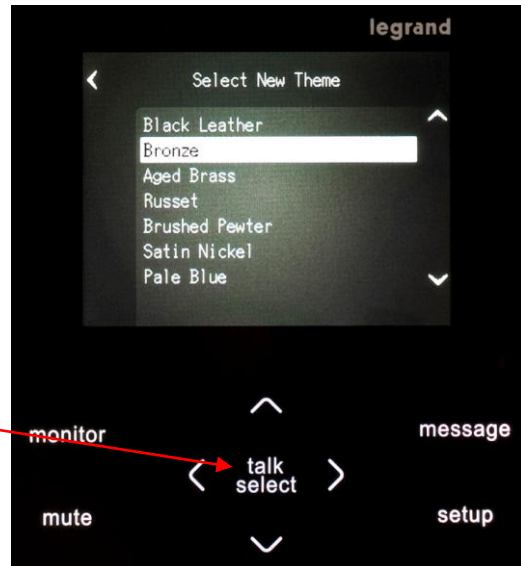 legrand
Select New Theme
Black Leather
Bronze
Aged Brass
Russet
Brushed Pewter
Satin Nickel
Pale Blue
monitor
message
talk
select
mute
setup